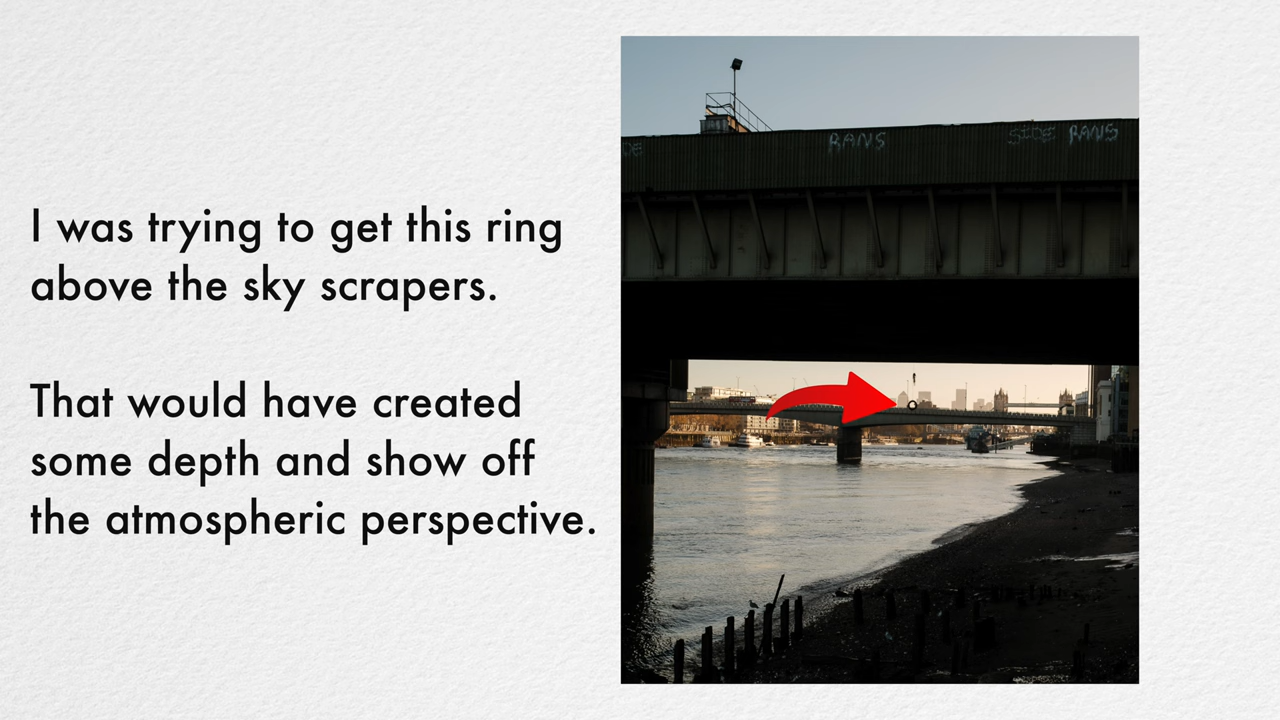 I was trying to get this ring
above the sky scrapers.
That would have created
some depth and show off
the atmospheric perspective.
DE
RANS
SIDE RANS